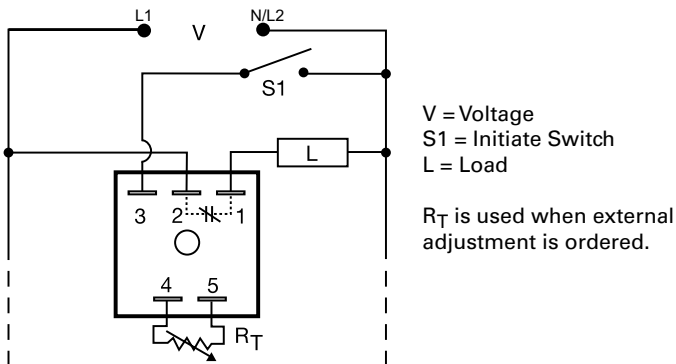 L1
V
N/L2
S1
L
V = Voltage
S1 = Initiate Switch
L = Load
3
2
1
RT is used when external
adjustment is ordered.
4
5
RT